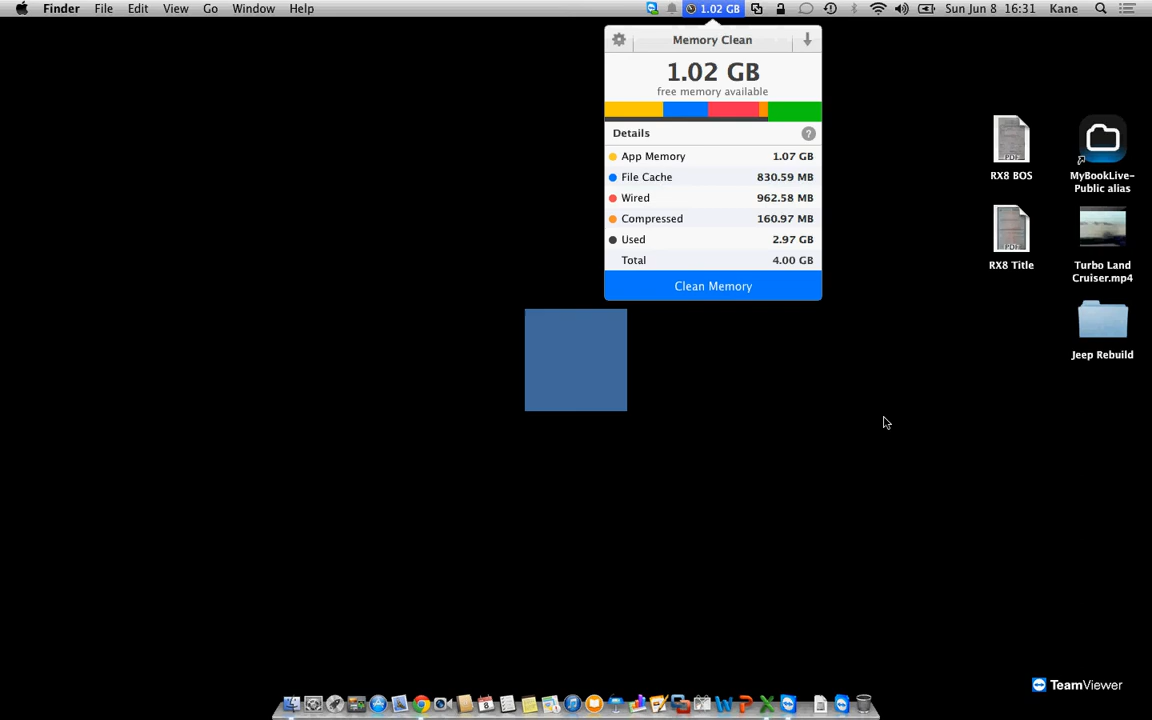 Finder File Edit View Go Window Help 1.02 GB Sun Jun 8 16:31 Kane
Memory Clean
1.02 GB
free memory available
Details ?
App Memory 1.07 GB
File Cache 830.59 MB
Wired 962.58 MB
Compressed 160.97 MB
Used 2.97 GB
Total 4.00 GB
Clean Memory
PDF
RX8 BOS
MyBookLive-
Public alias
PDF
RX8 Title
Turbo Land
Cruiser.mp4
Jeep Rebuild
TeamViewer